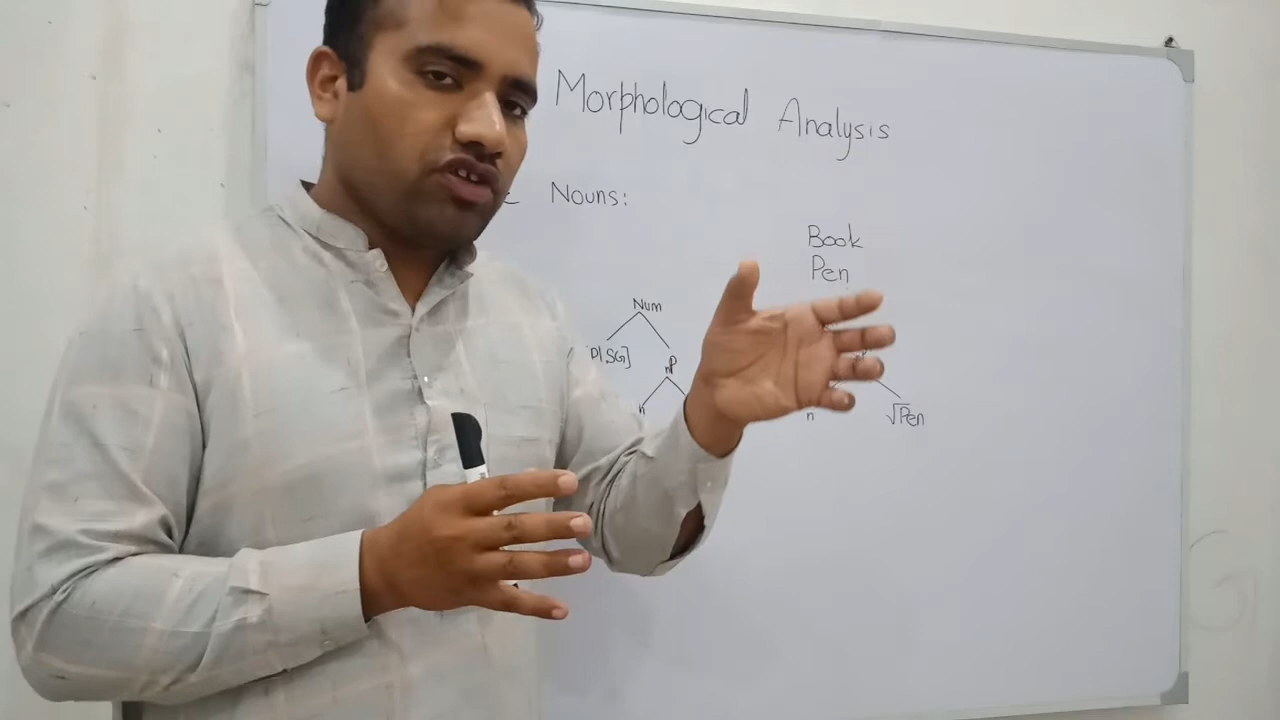 Morphological Analysis
Nouns:
Book
Pen
Num
SG]
nP
n
n
√Pen